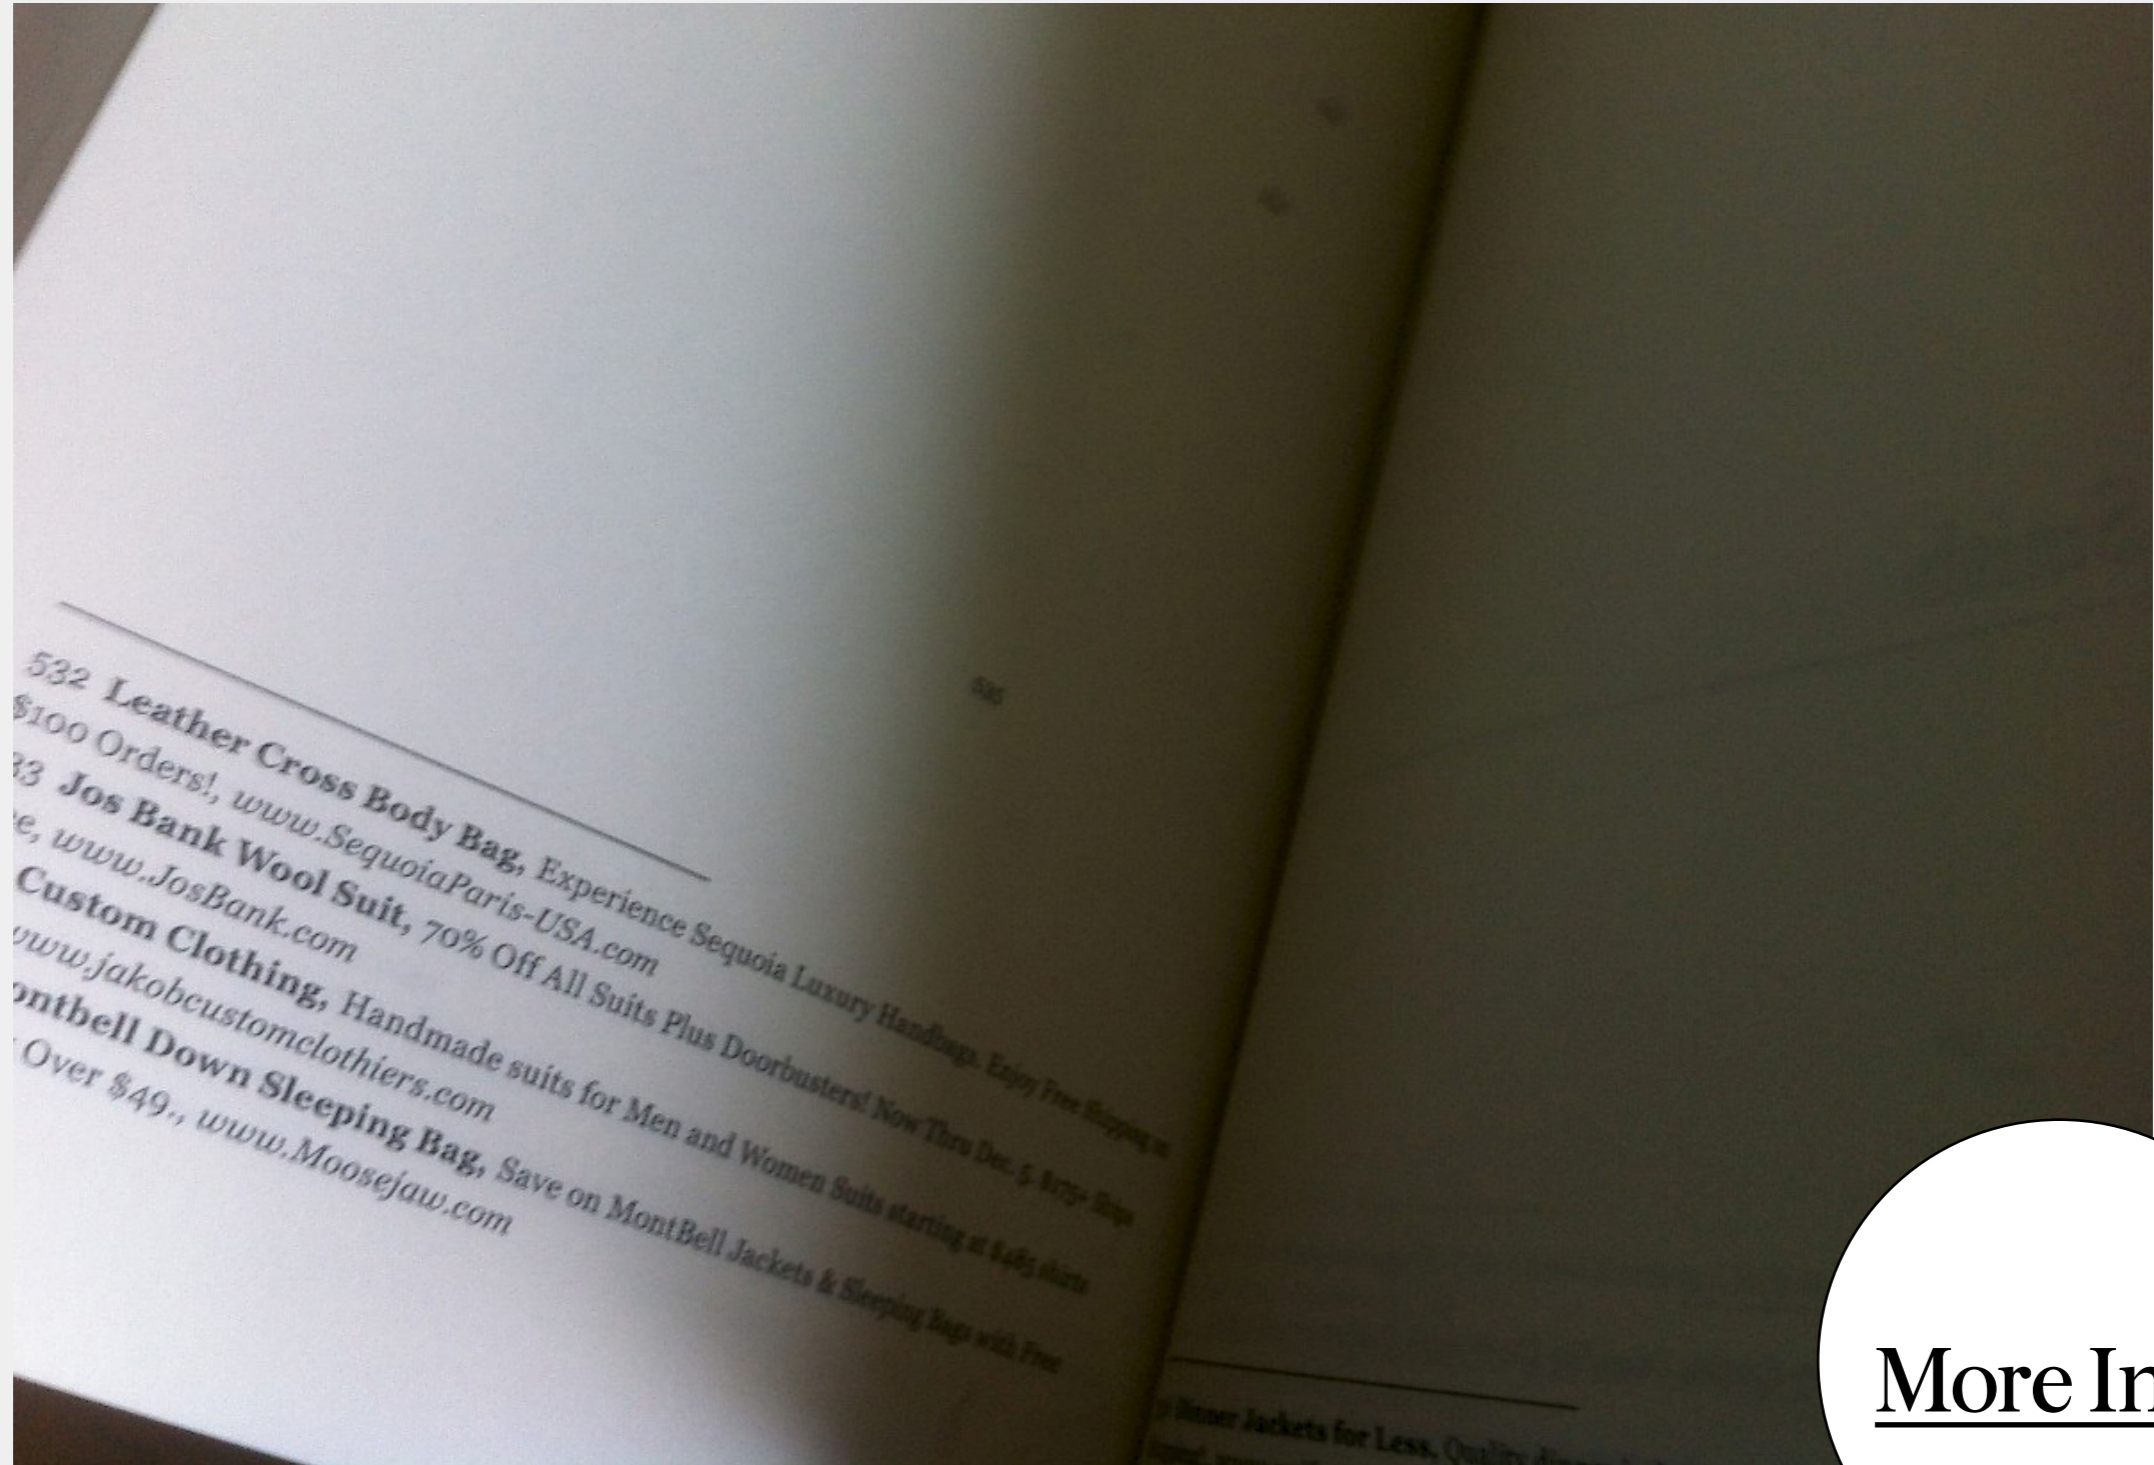 535
532 Leather Cross Body Bag, Experience Sequoia Luxury Handbags. Enjoy Free Shipping on
$100 Orders!, www.SequoiaParis-USA.com
33 Jos Bank Wool Suit, 70% Off All Suits Plus Doorbusters! Now Thru Dec. 5. $175+ Ships
e, www.JosBank.com
Custom Clothing, Handmade suits for Men and Women Suits starting at $485 shirts
www.jakobcustomclothiers.com
ontbell Down Sleeping Bag, Save on MontBell Jackets & Sleeping Bags with Free
Over $49., www.Moosejaw.com
Dinner Jackets for Less, Quality
More In